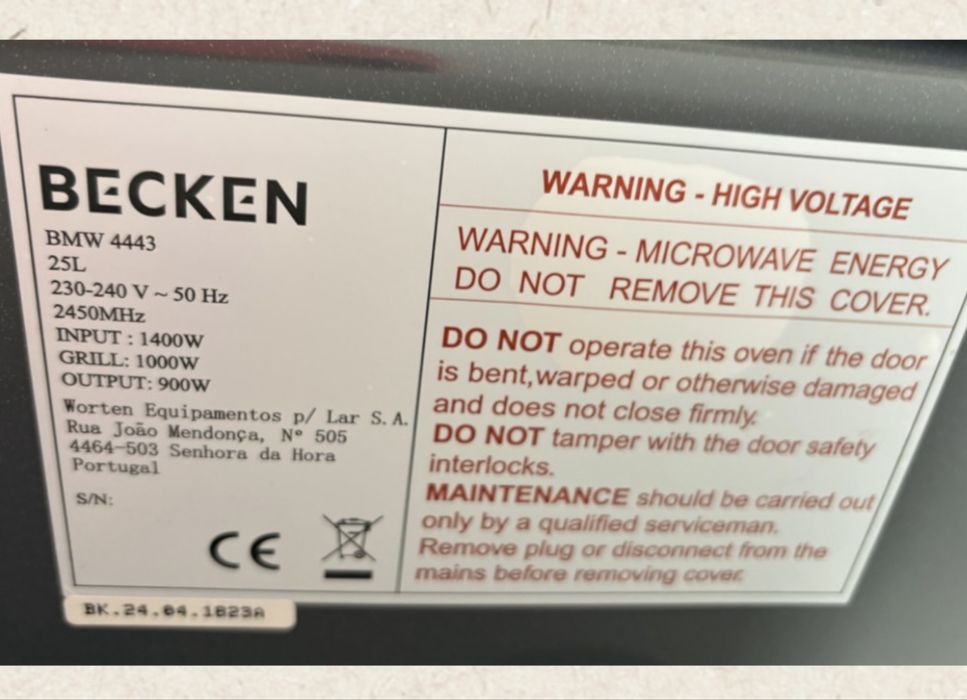 BECKEN
BMW 4443
25L
230-240 V ~ 50 Hz
2450MHz
INPUT : 1400W
GRILL: 1000W
OUTPUT: 900W
Worten Equipamentos p/ Lar S.A.
Rua João Mendonça, Nº 505
4464-503 Senhora da Hora
Portugal
S/N:
CE
BK.24.04.1823A
WARNING - HIGH VOLTAGE
WARNING - MICROWAVE ENERGY
DO NOT REMOVE THIS COVER.
DO NOT operate this oven if the door
is bent,warped or otherwise damaged
and does not close firmly.
DO NOT tamper with the door safety
interlocks.
MAINTENANCE should be carried out
only by a qualified serviceman.
Remove plug or disconnect from the
mains before removing cover.